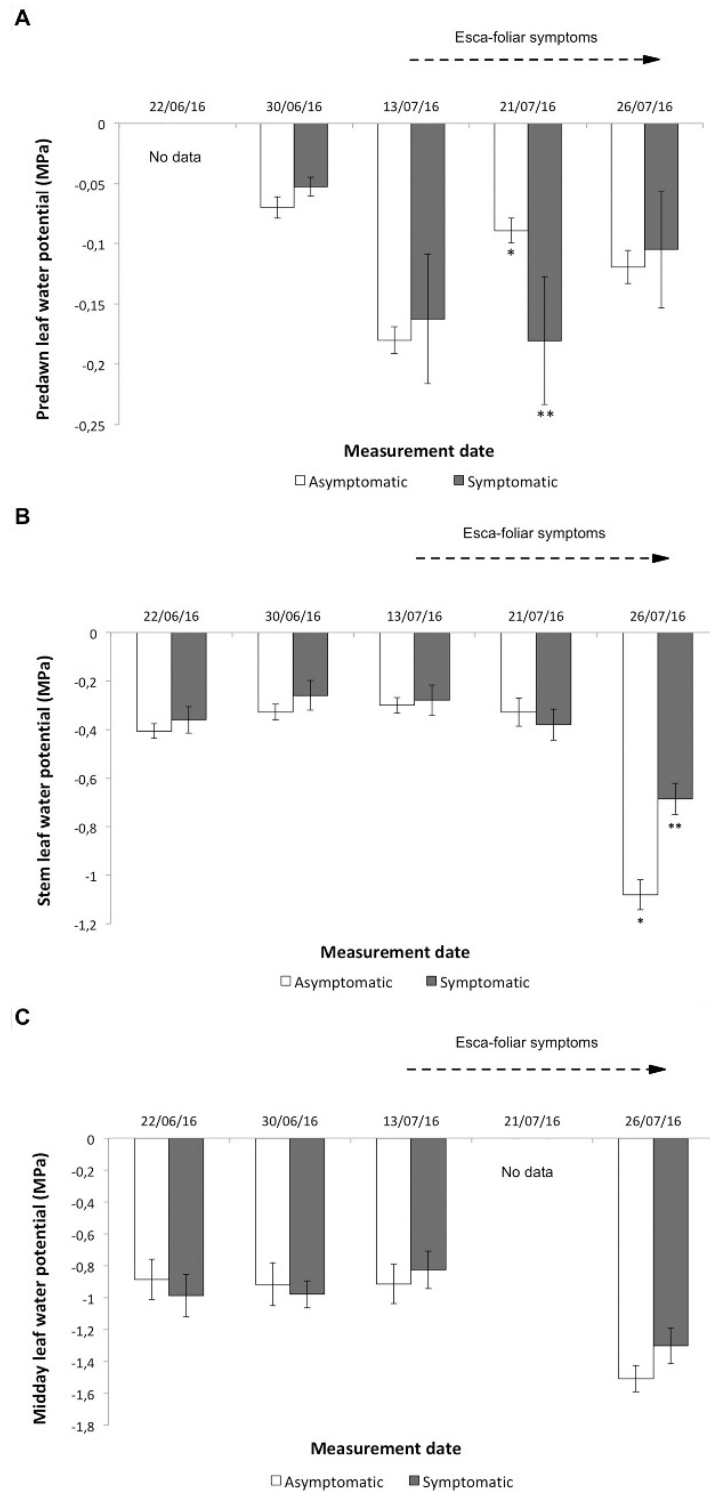 A
Esca-foliar symptoms
22/06/16 30/06/16 13/07/16 21/07/16 26/07/16
0
-0,05
-0,1
-0,15
-0,2
-0,25
No data
*
**
Predawn leaf water potential (MPa)
Measurement date
Asymptomatic Symptomatic
B
Esca-foliar symptoms
22/06/16 30/06/16 13/07/16 21/07/16 26/07/16
0
-0,2
-0,4
-0,6
-0,8
-1
-1,2
**
*
Stem leaf water potential (MPa)
Measurement date
Asymptomatic Symptomatic
C
Esca-foliar symptoms
22/06/16 30/06/16 13/07/16 21/07/16 26/07/16
0
-0,2
-0,4
-0,6
-0,8
-1
-1,2
-1,4
-1,6
-1,8
No data
Midday leaf water potential (MPa)
Measurement date
Asymptomatic Symptomatic